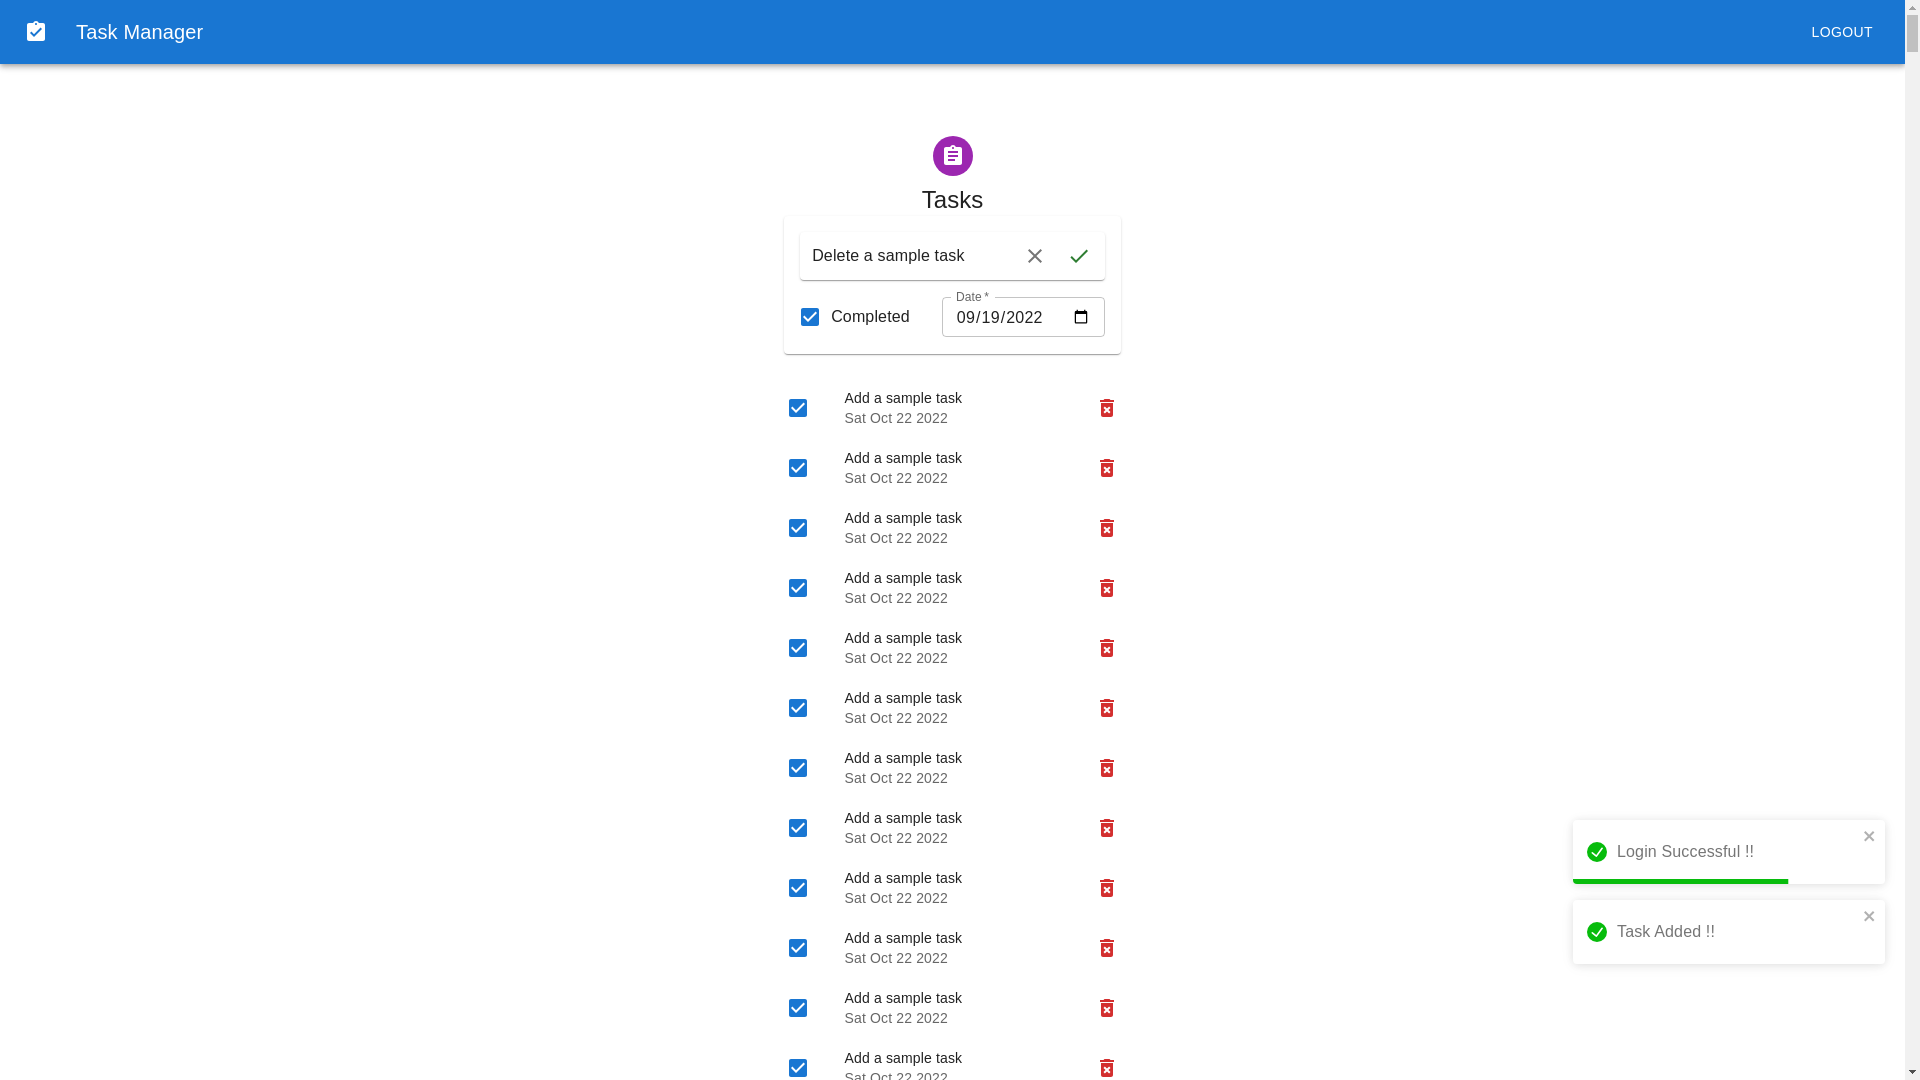 Task Manager
LOGOUT
Tasks
Delete a sample task
Date *
Completed
09/19/2022
Add a sample task
Sat Oct 22 2022
Add a sample task
Sat Oct 22 2022
Add a sample task
Sat Oct 22 2022
Add a sample task
Sat Oct 22 2022
Add a sample task
Sat Oct 22 2022
Add a sample task
Sat Oct 22 2022
Add a sample task
Sat Oct 22 2022
Add a sample task
Sat Oct 22 2022
Add a sample task
Sat Oct 22 2022
Add a sample task
Sat Oct 22 2022
Add a sample task
Sat Oct 22 2022
Add a sample task
Sat Oct 22 2022
Login Successful !!
Task Added !!